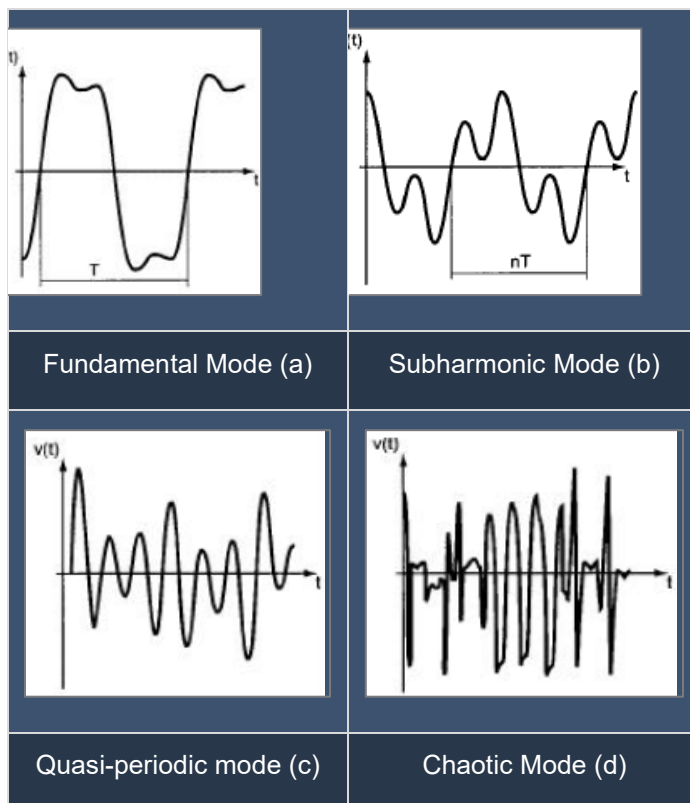 t)
t
T
(t)
t
nT
Fundamental Mode (a)
Subharmonic Mode (b)
v(t)
t
v(t)
t
Quasi-periodic mode (c)
Chaotic Mode (d)